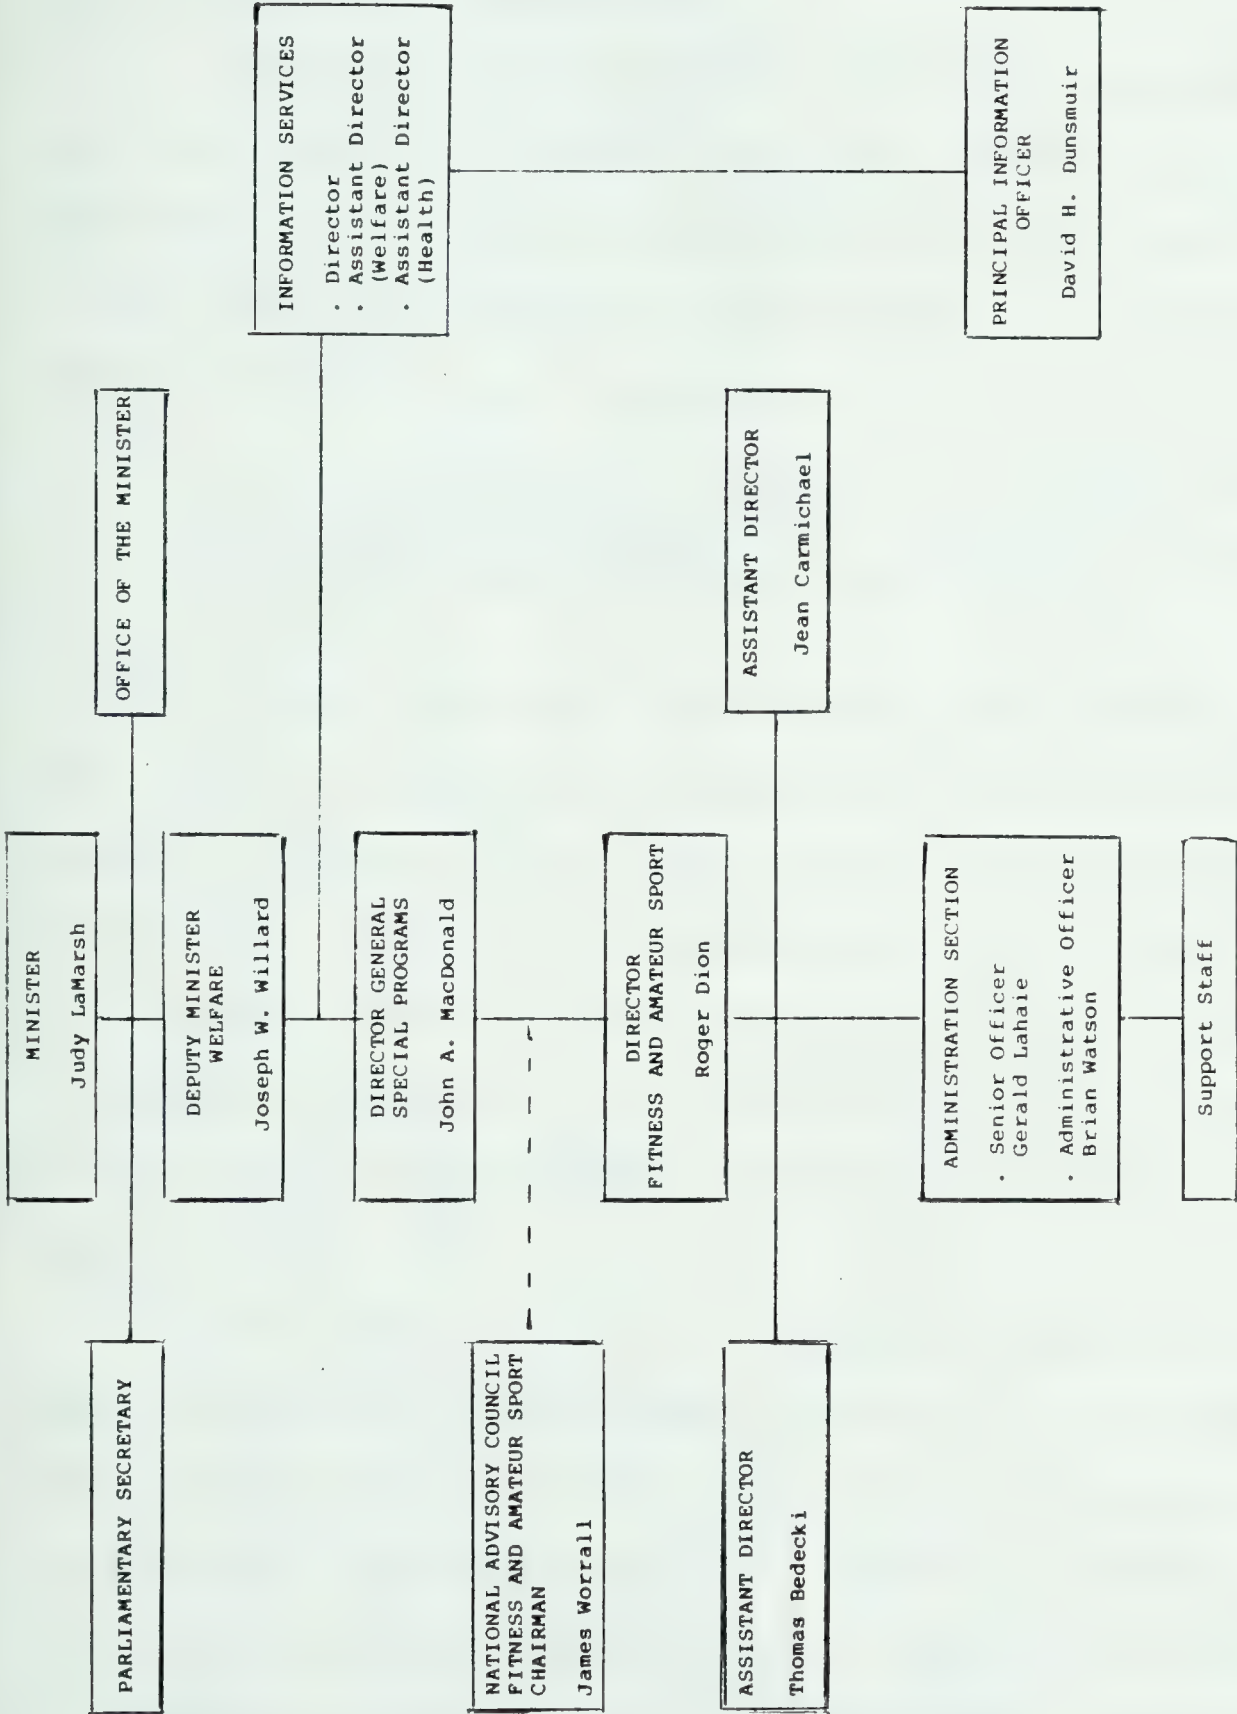 MINISTER
Judy LaMarsh
PARLIAMENTARY SECRETARY
OFFICE OF THE MINISTER
DEPUTY MINISTER
WELFARE
Joseph W. Willard
INFORMATION SERVICES
· Director
· Assistant Director
(Welfare)
· Assistant Director
(Health)
DIRECTOR GENERAL
SPECIAL PROGRAMS
John A. MacDonald
NATIONAL ADVISORY COUNCIL
FITNESS AND AMATEUR SPORT
CHAIRMAN
James Worrall
DIRECTOR
FITNESS AND AMATEUR SPORT
Roger Dion
ASSISTANT DIRECTOR
Thomas Bedecki
ASSISTANT DIRECTOR
Jean Carmichael
ADMINISTRATION SECTION
· Senior Officer
Gerald Lahaie
· Administrative Officer
Brian Watson
PRINCIPAL INFORMATION
OFFICER
David H. Dunsmuir
Support Staff